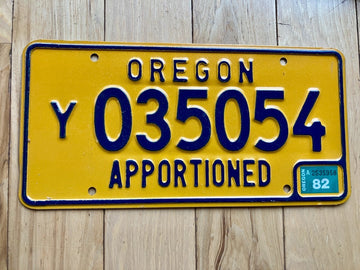 OREGON
Y 035054
APPORTIONED
OREGON
82